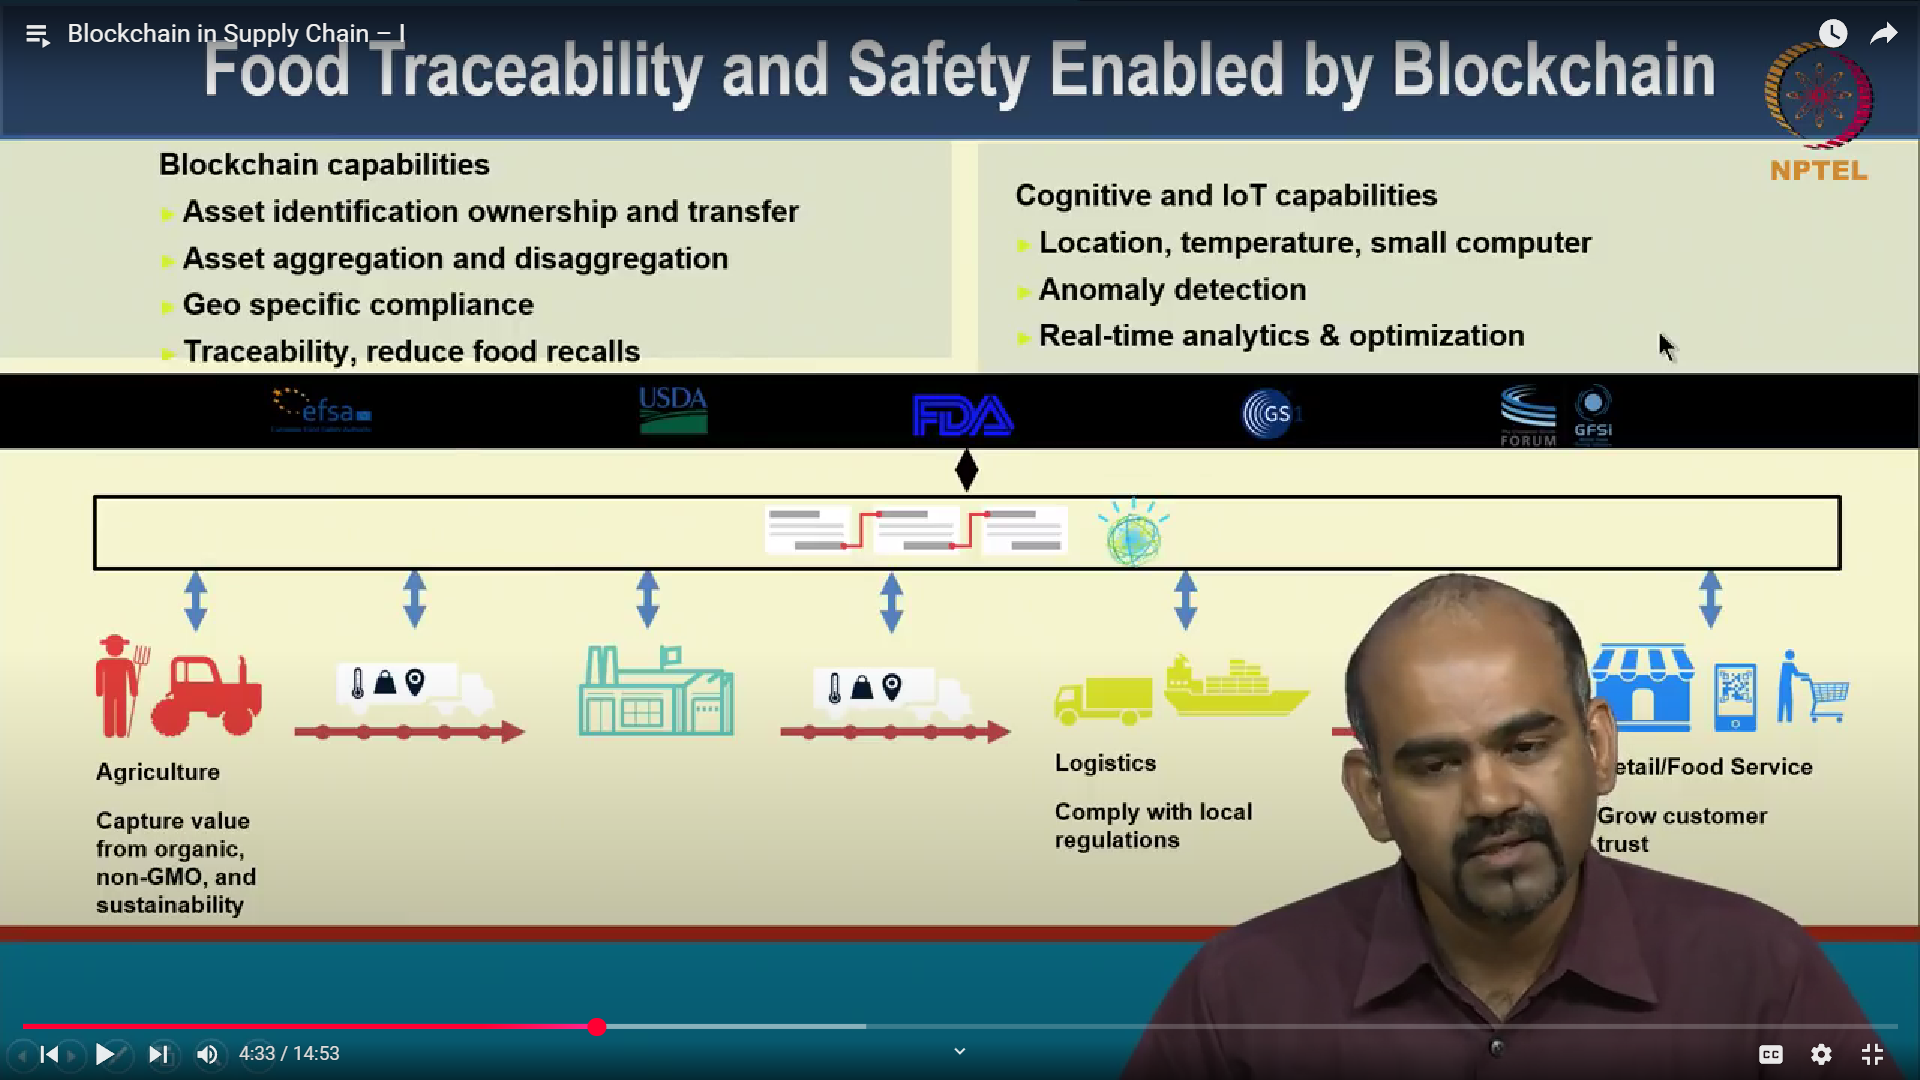 Blockchain in Supply Chain – I
Food Traceability and Safety Enabled by Blockchain
NPTEL
Blockchain capabilities
Asset identification ownership and transfer
Asset aggregation and disaggregation
Geo specific compliance
Traceability, reduce food recalls
Cognitive and IoT capabilities
Location, temperature, small computer
Anomaly detection
Real-time analytics & optimization
efsa
USDA
FDA
GS1
FORUM
GFSi
Agriculture
Capture value
from organic,
non-GMO, and
sustainability
Logistics
Comply with local
regulations
etail/Food Service
Grow customer
trust
4:33 / 14:53
CC